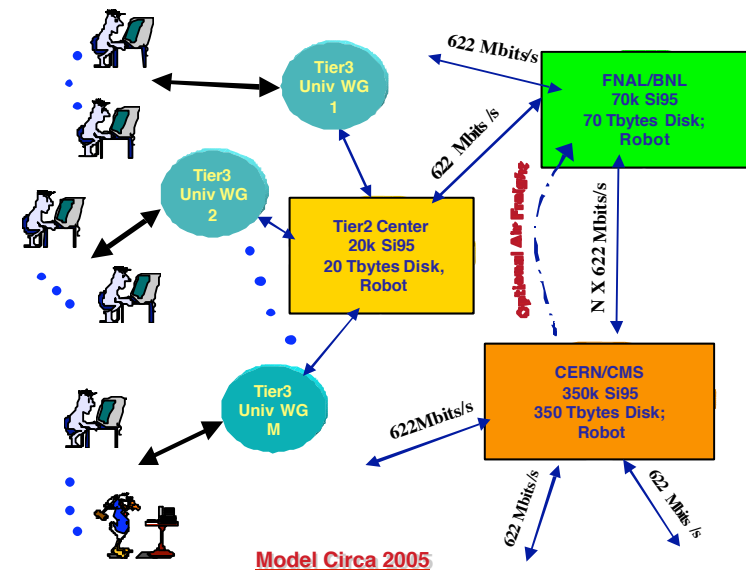 622 Mbits/s
FNAL/BNL
70k Si95
70 Tbytes Disk;
Robot
Tier3
Univ WG
1
622 Mbits /s
Tier3
Univ WG
2
Tier2 Center
20k Si95
20 Tbytes Disk,
Robot
Optional Air Freight
N X 622 Mbits/s
CERN/CMS
350k Si95
350 Tbytes Disk;
Robot
Tier3
Univ WG
M
622Mbits/s
622 Mbits/s
622 Mbits /s
Model Circa 2005